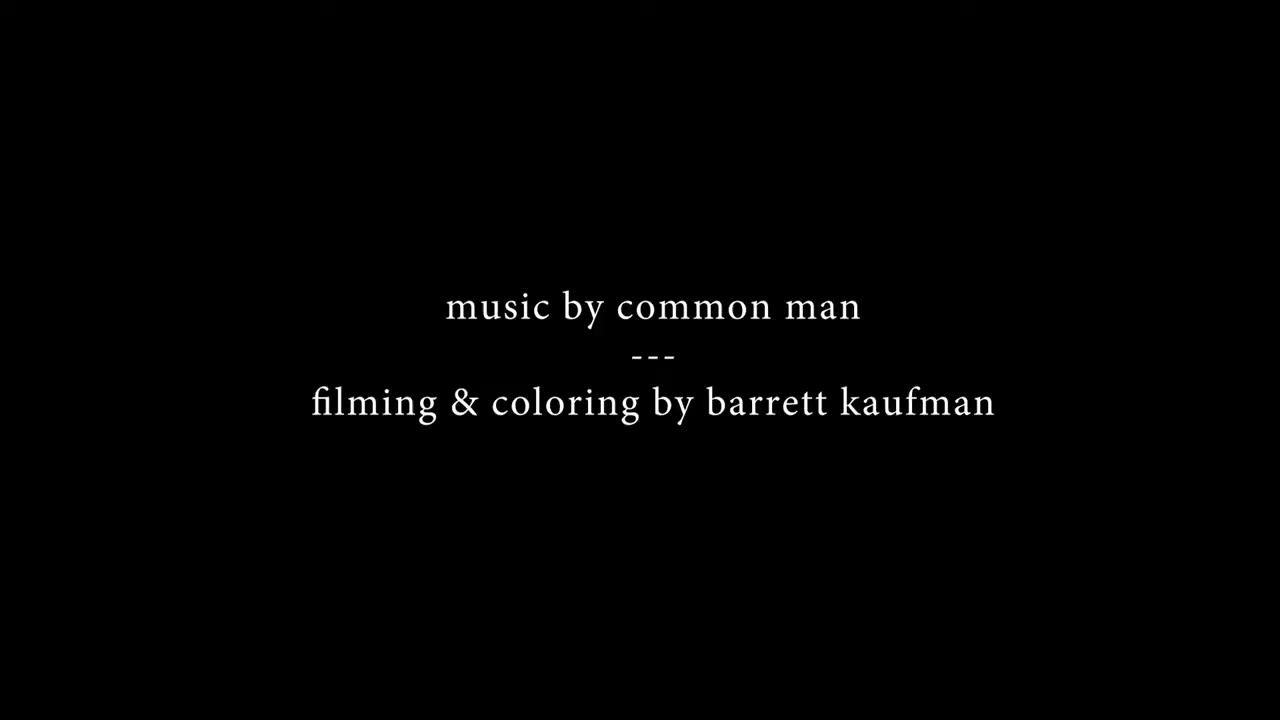 music by common man
---
filming & coloring by barrett kaufman